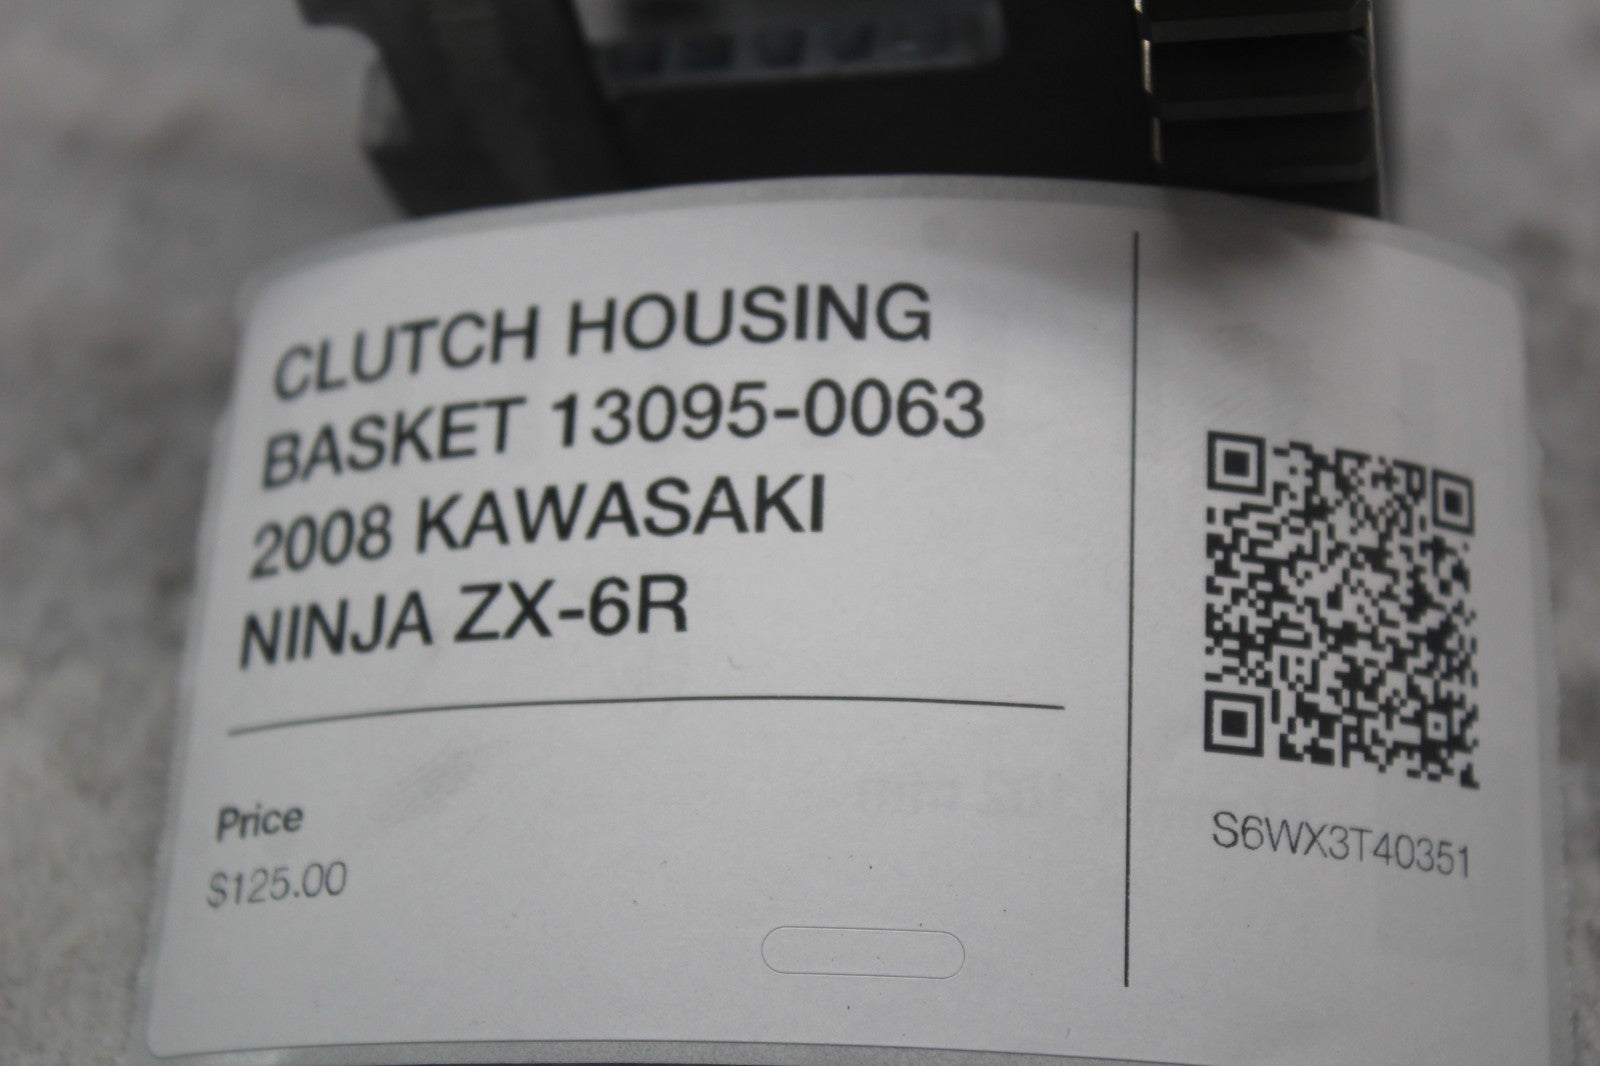 CLUTCH HOUSING
BASKET 13095-0063
2008 KAWASAKI
NINJA ZX-6R
Price
$125.00
S6WX3T40351